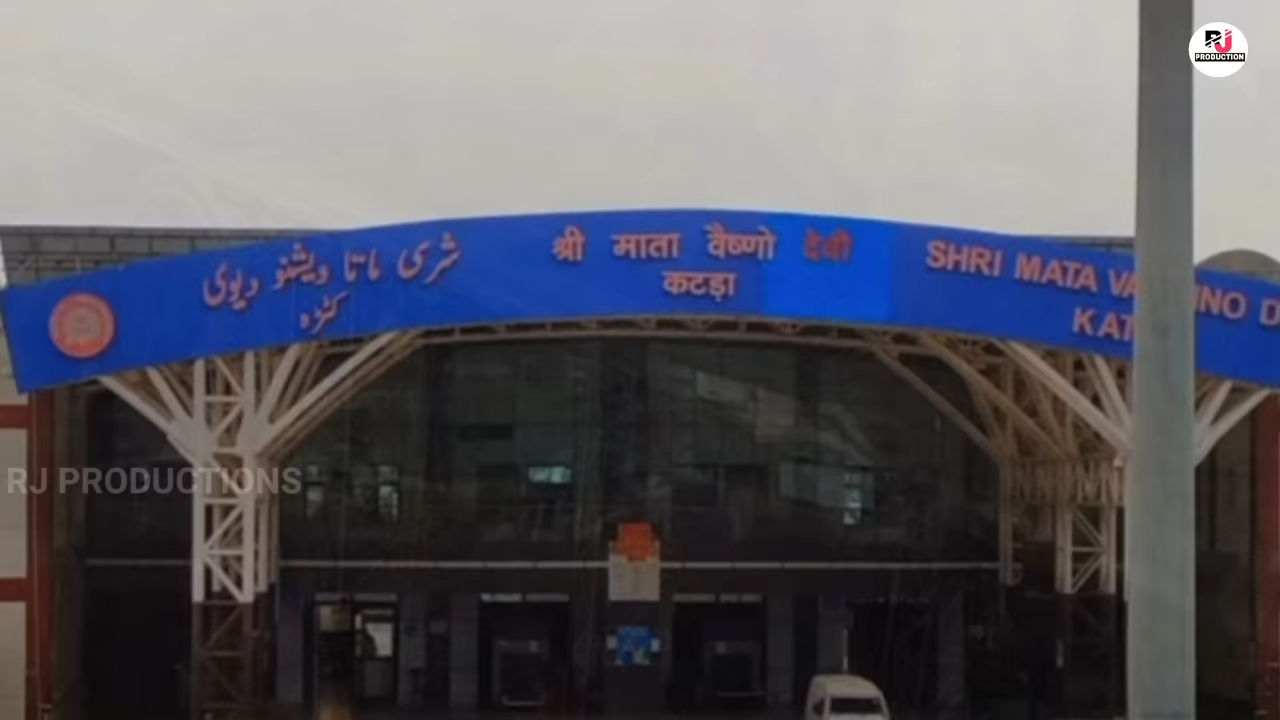 RJ
PRODUCTION
شری ماتا ویشنو دیوی
کٹرہ
श्री माता वैष्णो देवी
कटड़ा
SHRI MATA VA NO D
KAT
RJ PRODUCTIONS